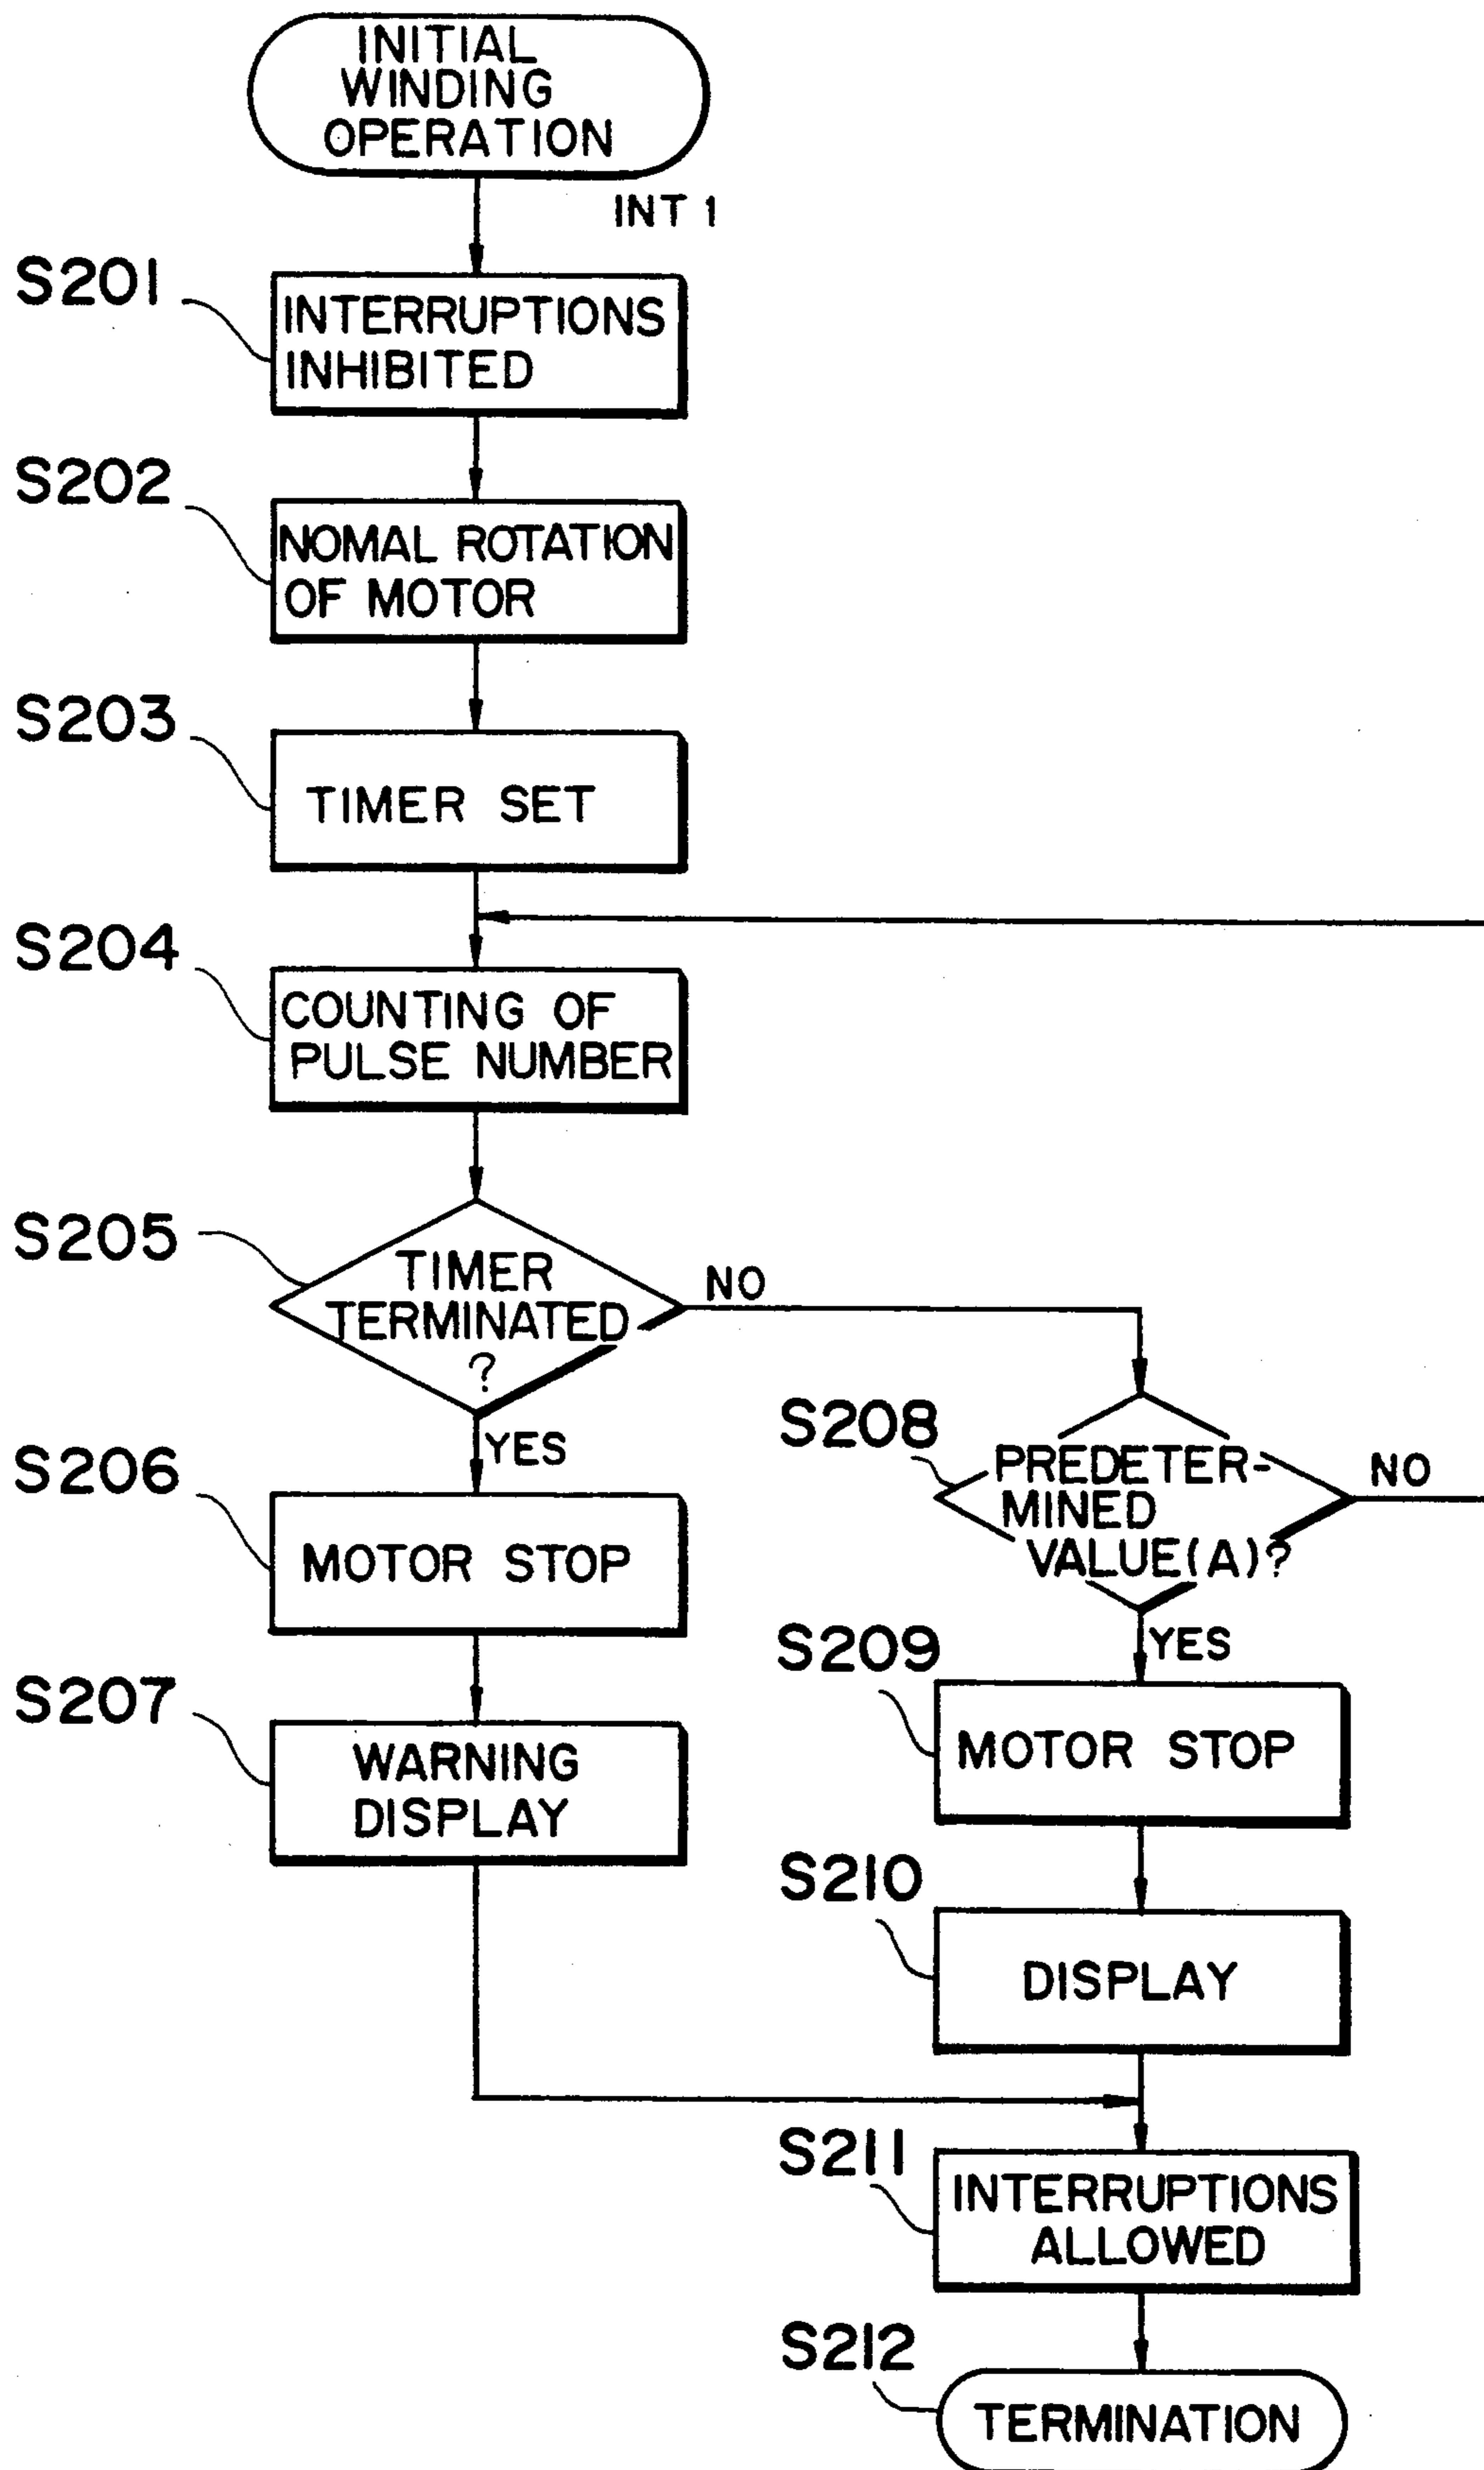 INITIAL
WINDING
OPERATION
INT 1
S201
INTERRUPTIONS
INHIBITED
S202
NOMAL ROTATION
OF MOTOR
S203
TIMER SET
S204
COUNTING OF
PULSE NUMBER
S205
TIMER
TERMINATED
?
NO
YES
S206
MOTOR STOP
S207
WARNING
DISPLAY
S208
PREDETER-
MINED
VALUE(A)?
NO
YES
S209
MOTOR STOP
S210
DISPLAY
S211
INTERRUPTIONS
ALLOWED
S212
TERMINATION